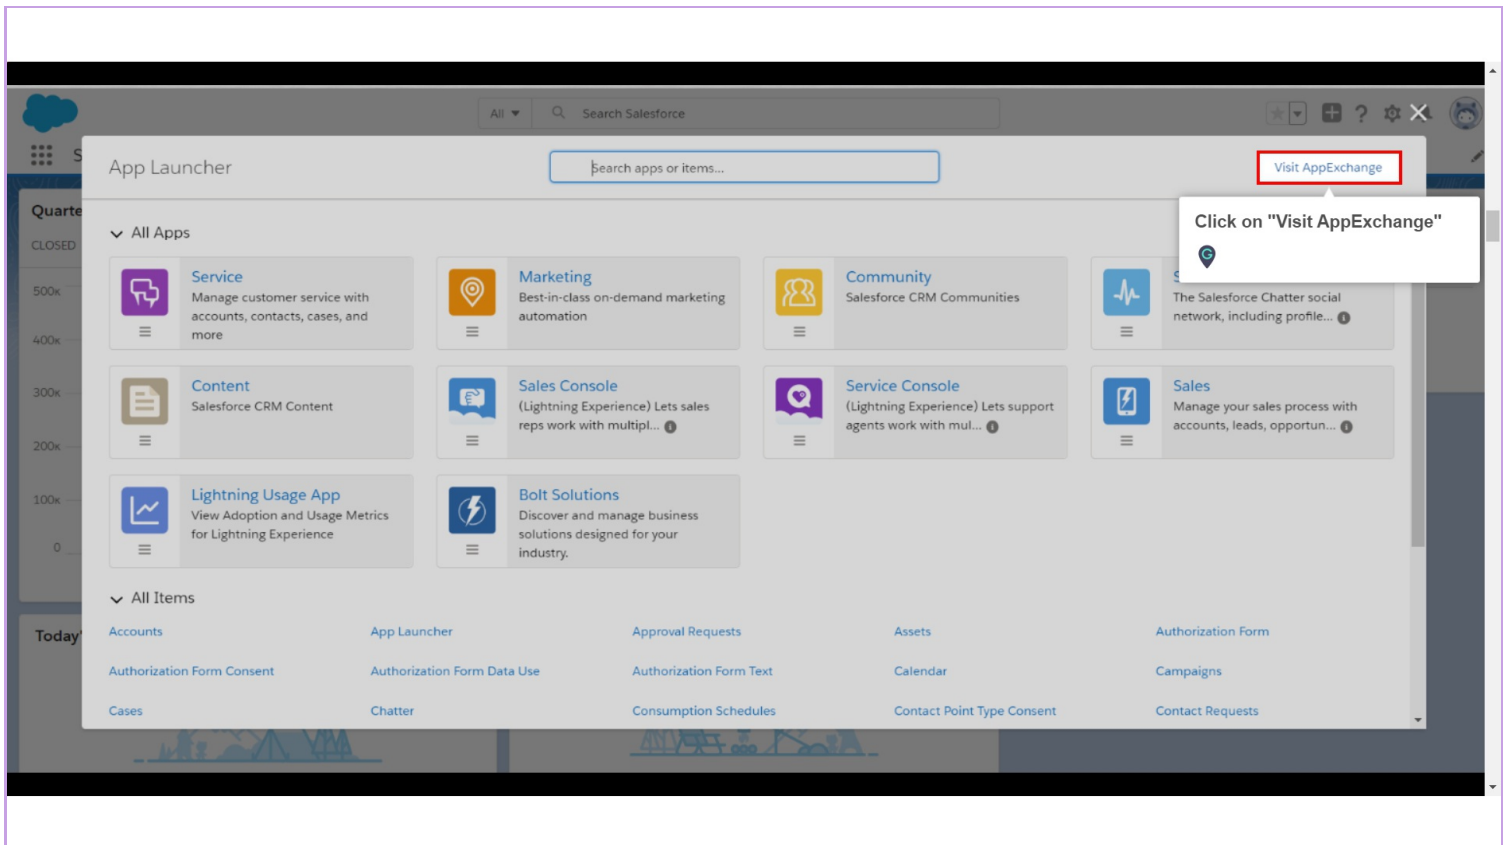 All
Search Salesforce
S
App Launcher
Search apps or items...
Visit AppExchange
Click on "Visit AppExchange"
G
Quarte
CLOSED
500K
400K
300K
200K
100K
0
Today'
All Apps
Service
Manage customer service with
accounts, contacts, cases, and
more
Marketing
Best-in-class on-demand marketing
automation
Community
Salesforce CRM Communities
The Salesforce Chatter social
network, including profile...
Content
Salesforce CRM Content
Sales Console
(Lightning Experience) Lets sales
reps work with multipl...
Service Console
(Lightning Experience) Lets support
agents work with mul...
Sales
Manage your sales process with
accounts, leads, opportun...
Lightning Usage App
View Adoption and Usage Metrics
for Lightning Experience
Bolt Solutions
Discover and manage business
solutions designed for your
industry.
All Items
Accounts
App Launcher
Approval Requests
Assets
Authorization Form
Authorization Form Consent
Authorization Form Data Use
Authorization Form Text
Calendar
Campaigns
Cases
Chatter
Consumption Schedules
Contact Point Type Consent
Contact Requests